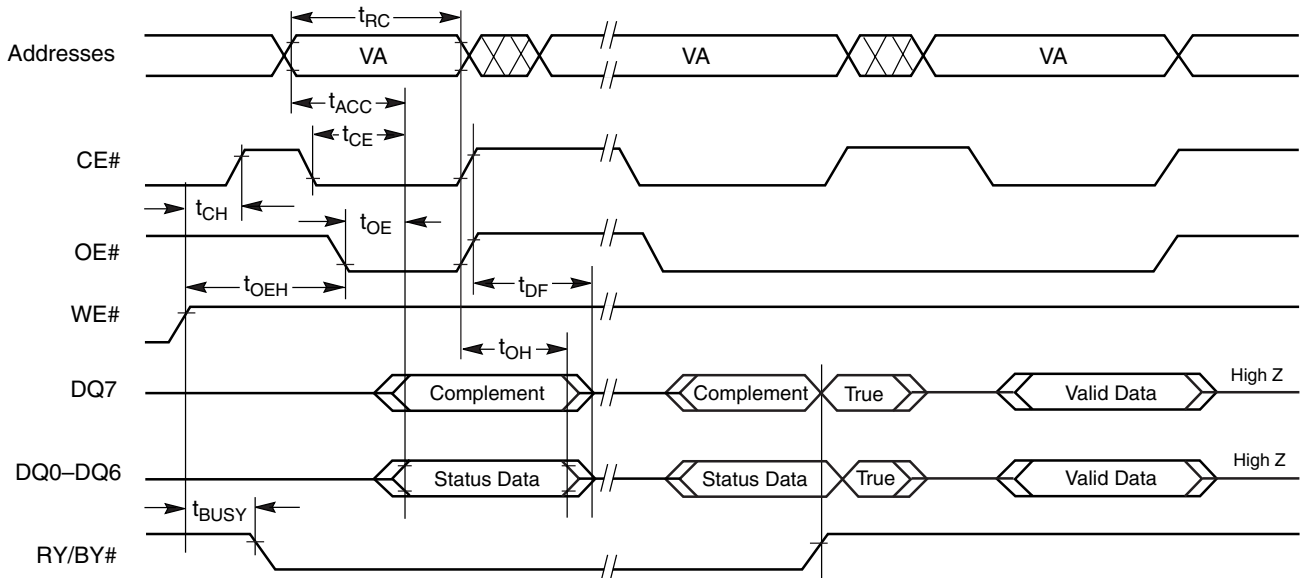 tRC
Addresses VA VA VA
tACC
tCE
CE#
tCH tOE
OE#
tOEH tDF
WE#
tOH
DQ7 Complement Complement True Valid Data High Z
DQ0–DQ6 Status Data Status Data True Valid Data High Z
tBUSY
RY/BY#